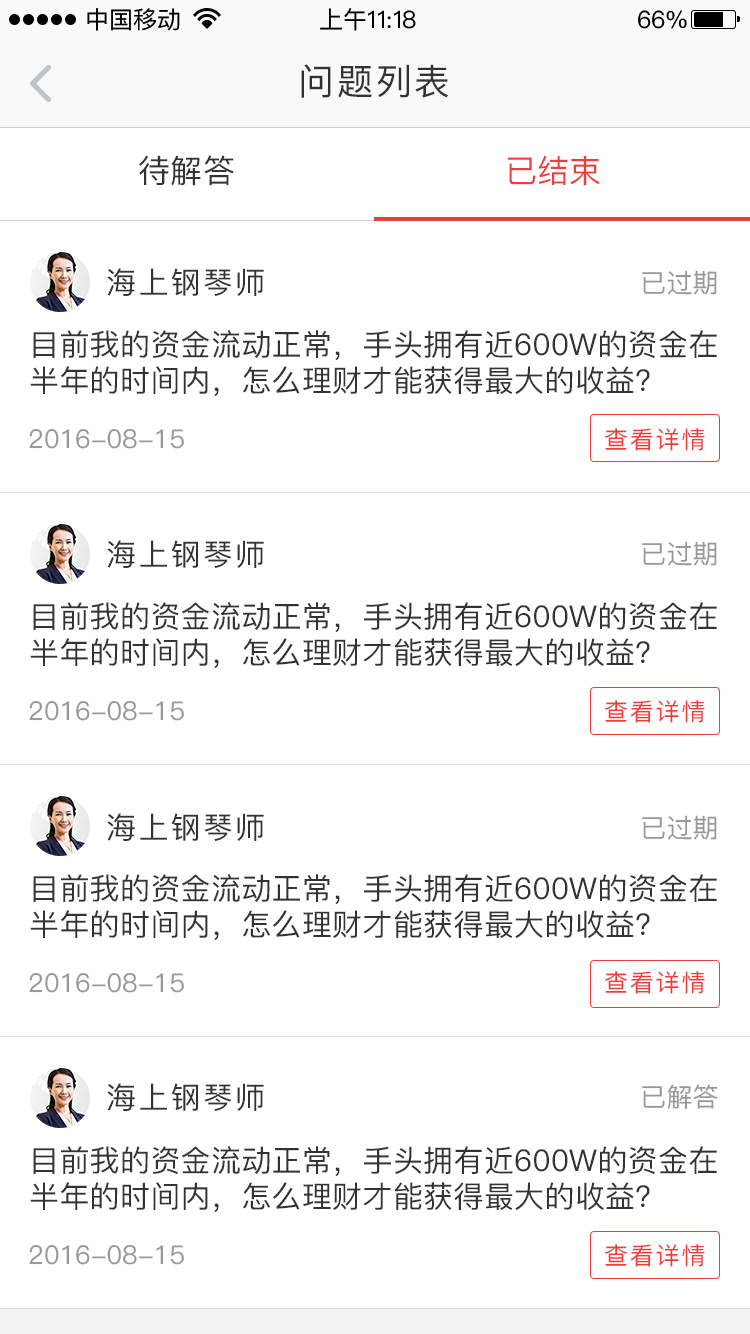 中国移动 上午11:18 66%
问题列表
待解答 已结束
海上钢琴师 已过期
目前我的资金流动正常，手头拥有近600W的资金在
半年的时间内，怎么理财才能获得最大的收益？
2016-08-15 查看详情
海上钢琴师 已过期
目前我的资金流动正常，手头拥有近600W的资金在
半年的时间内，怎么理财才能获得最大的收益？
2016-08-15 查看详情
海上钢琴师 已过期
目前我的资金流动正常，手头拥有近600W的资金在
半年的时间内，怎么理财才能获得最大的收益？
2016-08-15 查看详情
海上钢琴师 已解答
目前我的资金流动正常，手头拥有近600W的资金在
半年的时间内，怎么理财才能获得最大的收益？
2016-08-15 查看详情